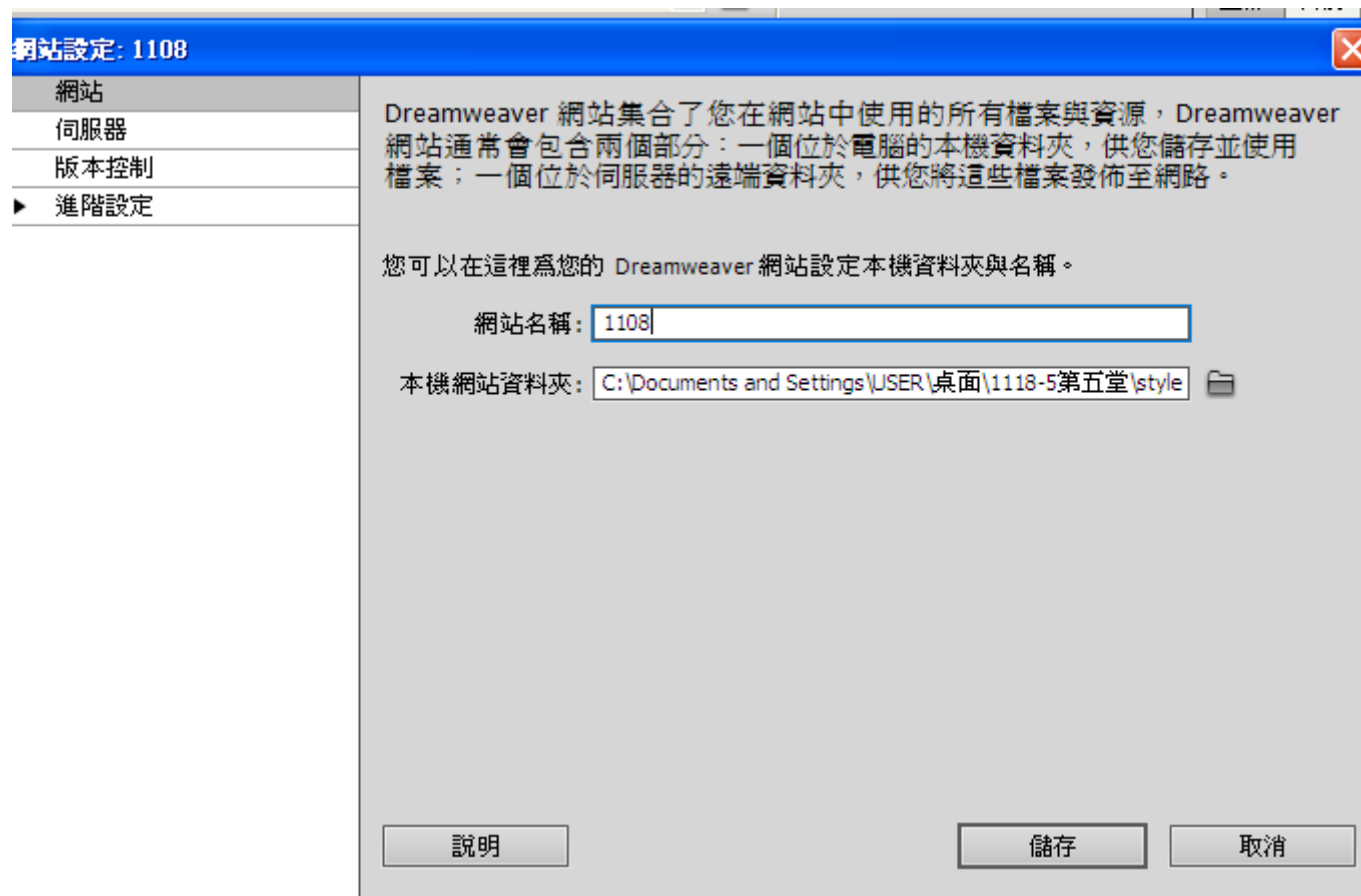 網站設定: 1108
網站
伺服器
版本控制
進階設定
Dreamweaver 網站集合了您在網站中使用的所有檔案與資源，Dreamweaver
網站通常會包含兩個部分：一個位於電腦的本機資料夾，供您儲存並使用
檔案；一個位於伺服器的遠端資料夾，供您將這些檔案發佈至網路。
您可以在這裡為您的 Dreamweaver 網站設定本機資料夾與名稱。
網站名稱: 1108
本機網站資料夾: C:\Documents and Settings\USER\桌面\1118-5第五堂\style
說明
儲存
取消